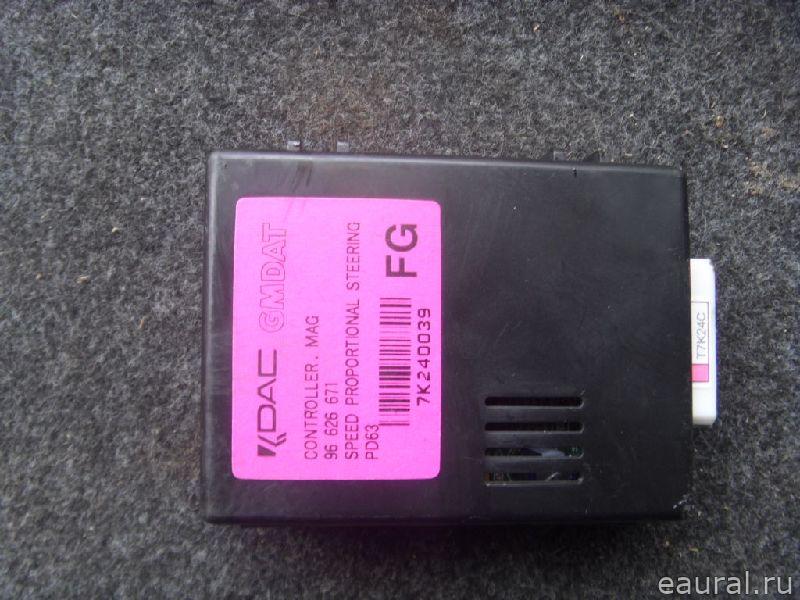 KDAC GMDAT
CONTROLLER. MAG
96 626 671
SPEED PROPORTIONAL STEERING
PD63
FG
7K240039
T7K24C
eaural.ru